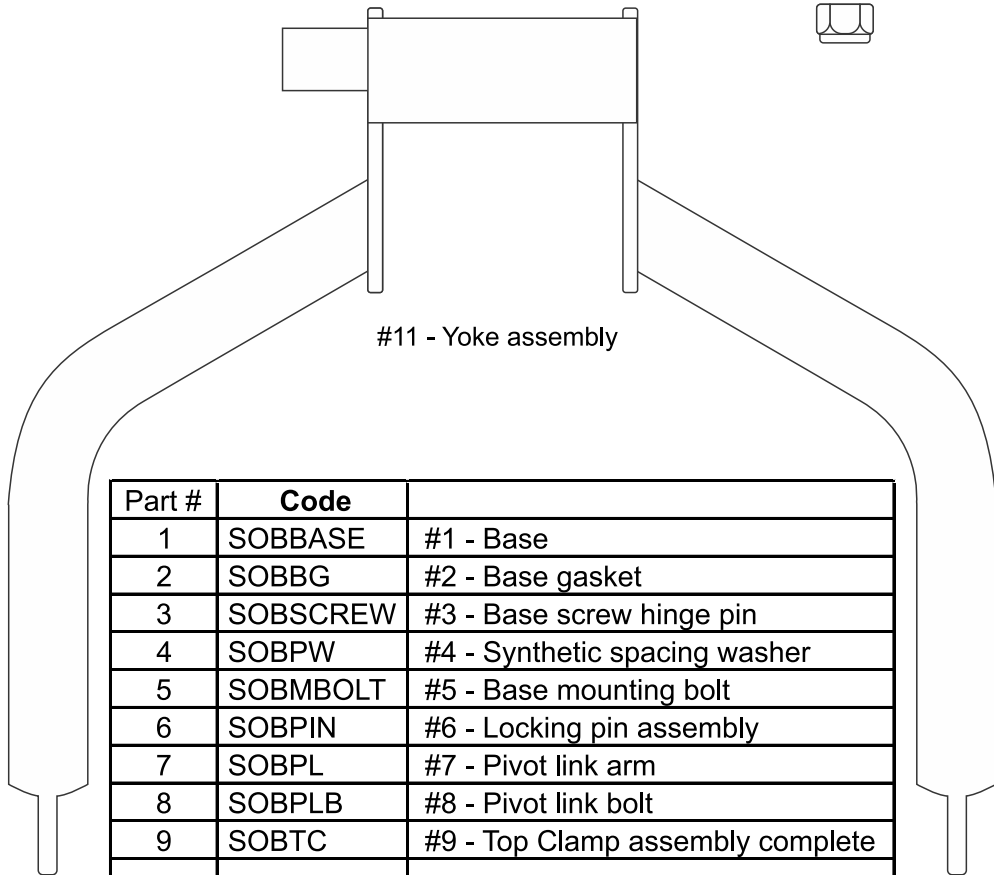 #11 - Yoke assembly
Part # Code
1 SOBBASE #1 - Base
2 SOBBG #2 - Base gasket
3 SOBSCREW #3 - Base screw hinge pin
4 SOBPW #4 - Synthetic spacing washer
5 SOBMBOLT #5 - Base mounting bolt
6 SOBPIN #6 - Locking pin assembly
7 SOBPL #7 - Pivot link arm
8 SOBPLB #8 - Pivot link bolt
9 SOBTC #9 - Top Clamp assembly complete